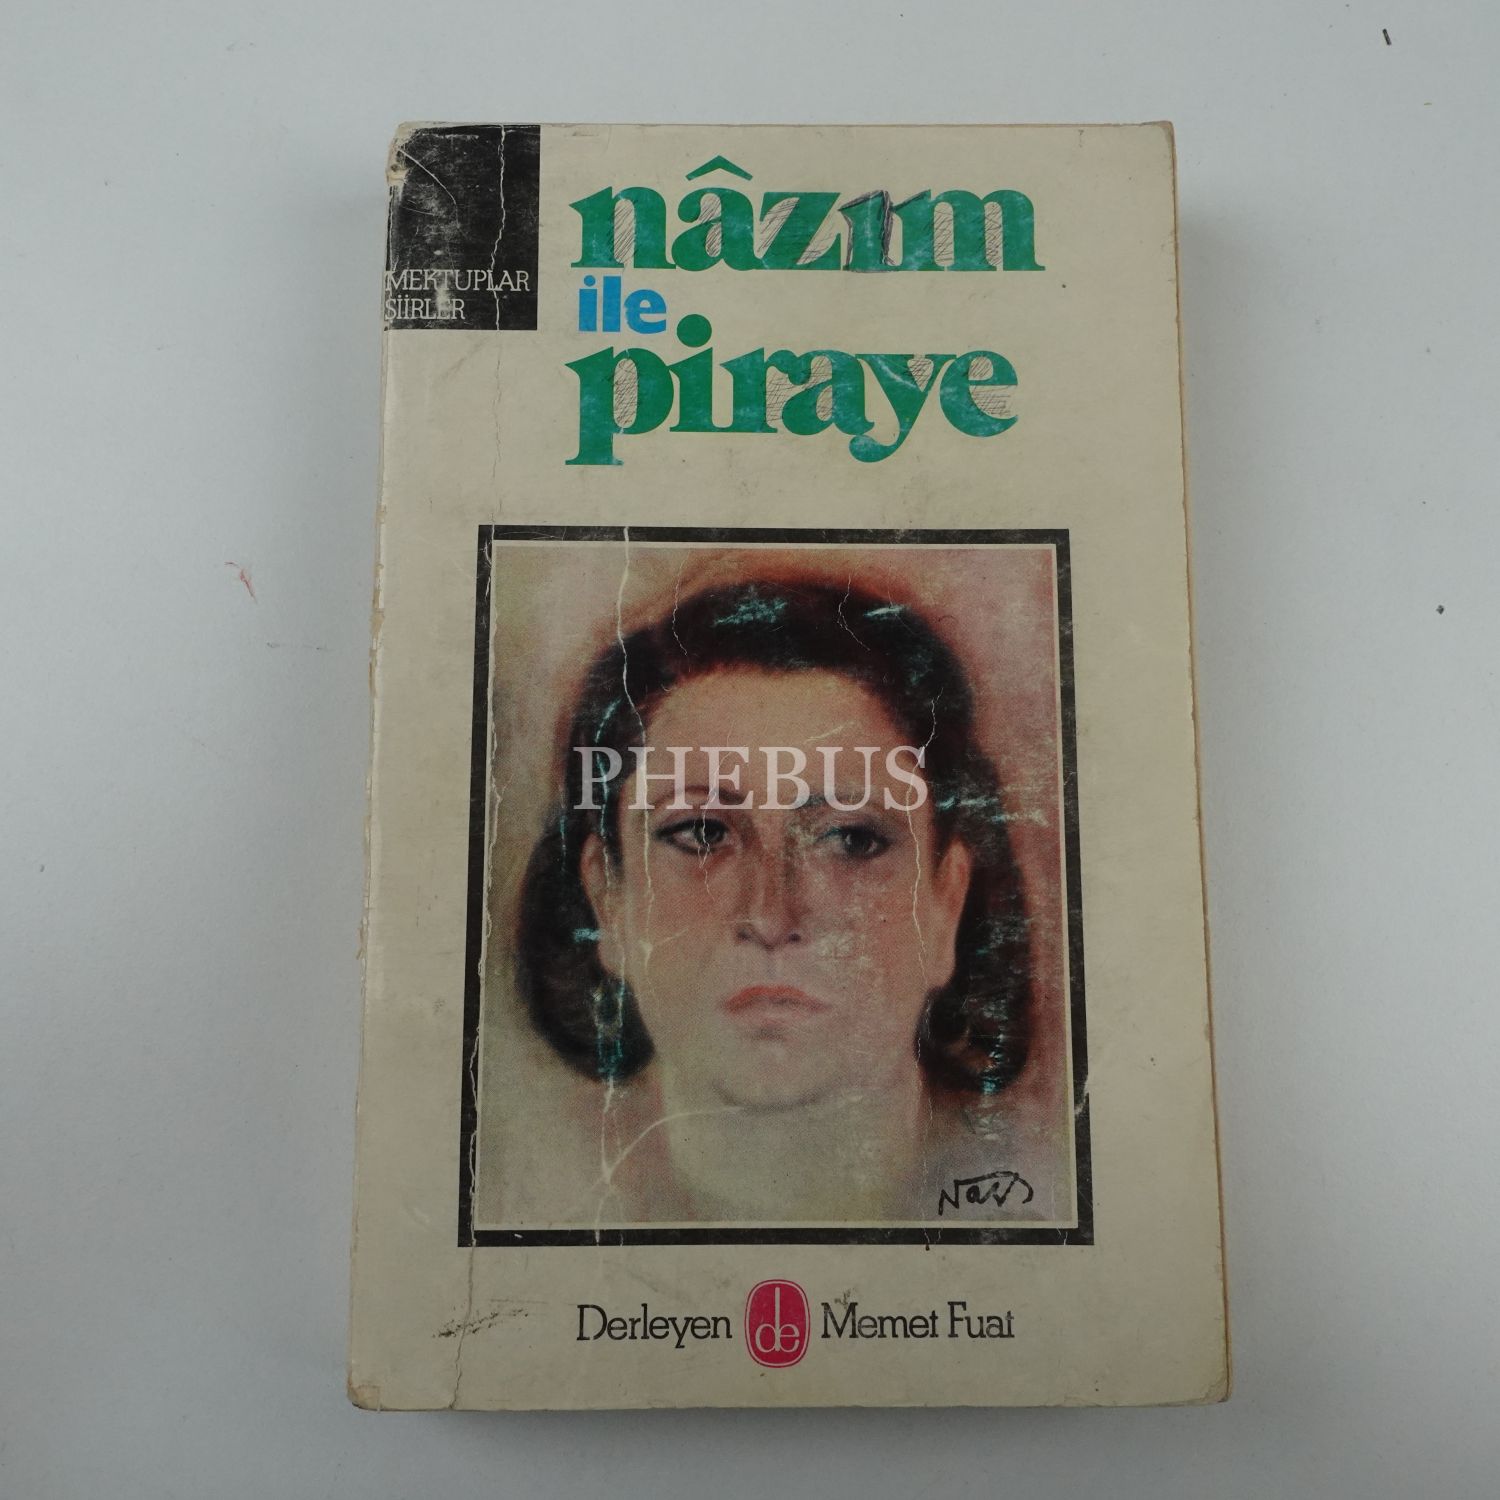 MEKTUPLAR
ŞİİRLER
nâzım
ile
piraye
PHEBUS
Derleyen de Memet Fuat